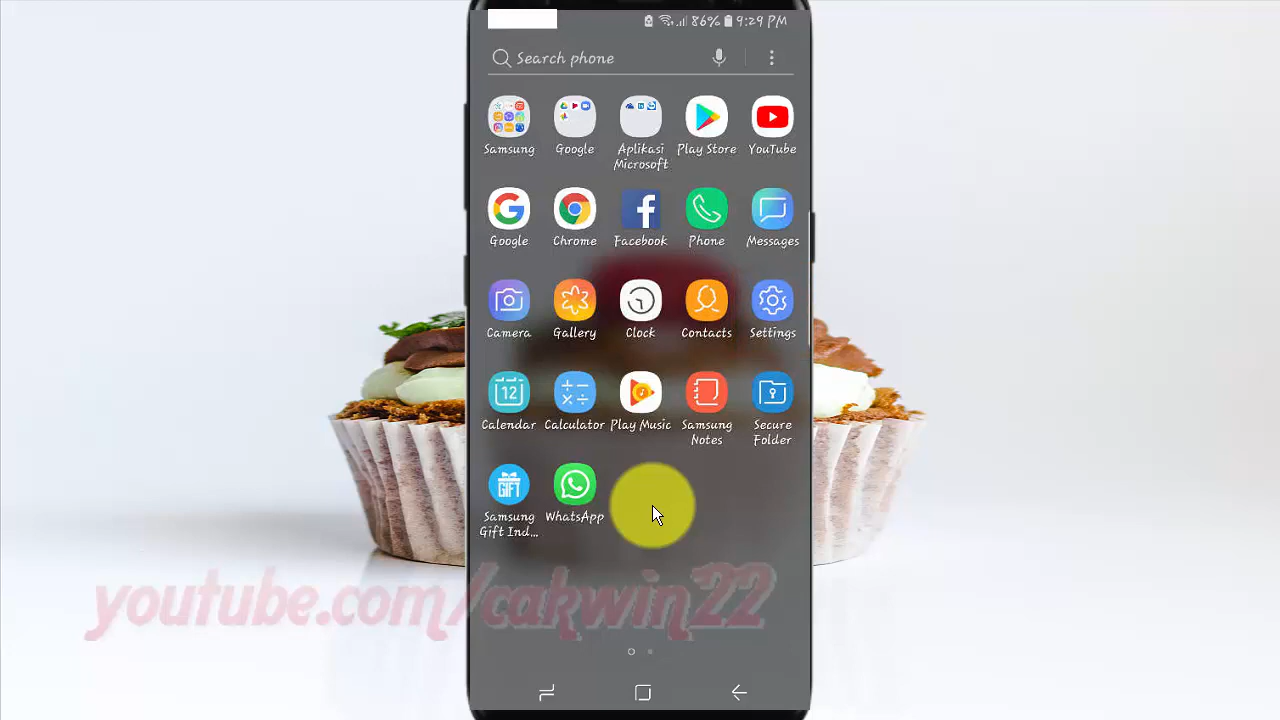 86% 9:29 PM
Search phone
Samsung Google Aplikasi Microsoft Play Store YouTube
Google Chrome Facebook Phone Messages
Camera Gallery Clock Contacts Settings
12
Calendar Calculator Play Music Samsung Notes Secure Folder
GIFT
Samsung Gift Ind... WhatsApp
youtube.com/cakwin22